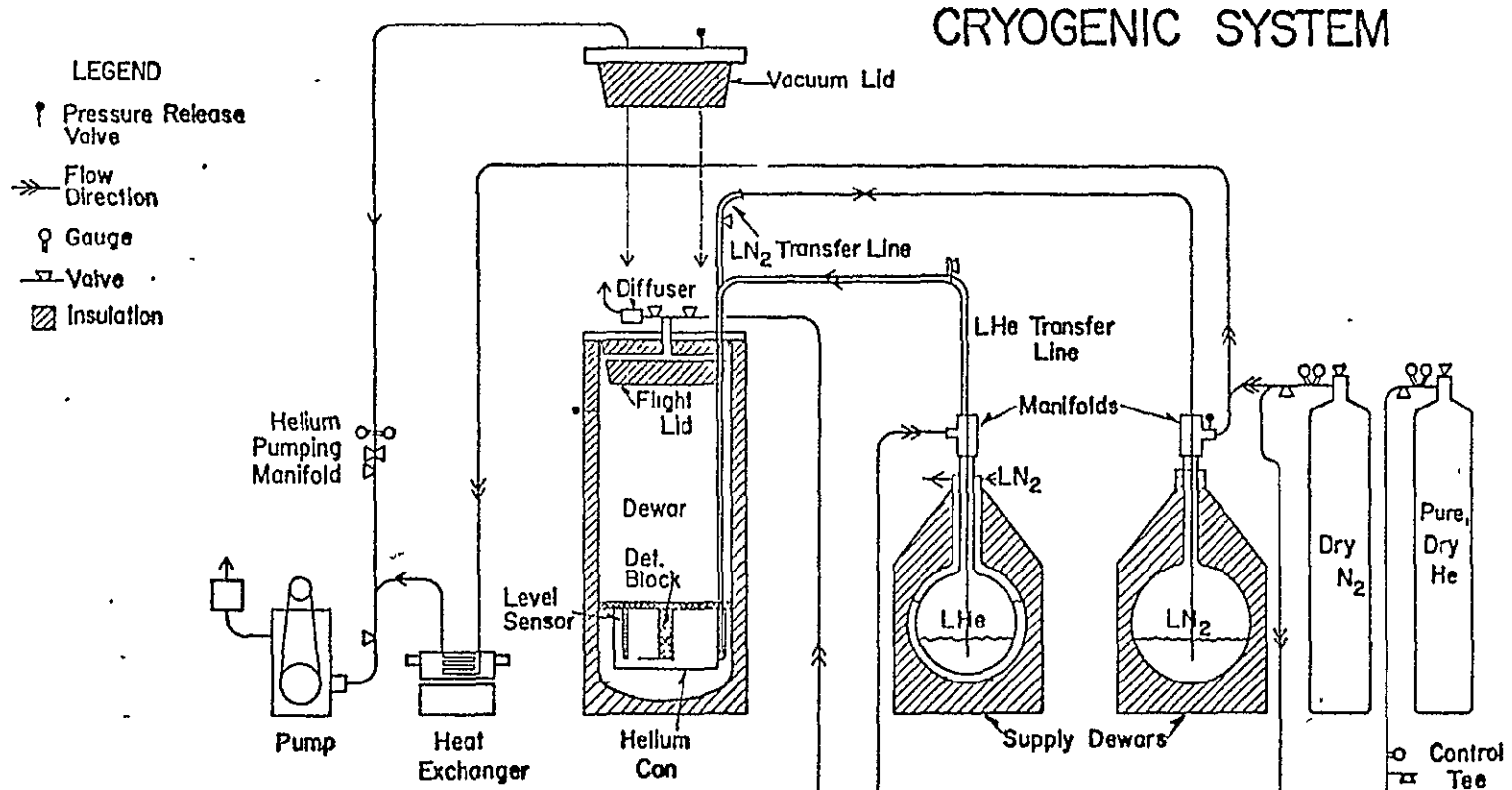 CRYOGENIC SYSTEM
LEGEND
Pressure Release
Valve
Flow
Direction
Gauge
Valve
Insulation
Vacuum Lid
LN2 Transfer Line
Diffuser
LHe Transfer
Line
Flight
Lid
Manifolds
Helium
Pumping
Manifold
LN2
Dewar
Det.
Block
Level
Sensor
LHe
LN2
Dry
N2
Pure,
Dry
He
Pump
Heat
Exchanger
Helium
Con
Supply Dewars
Control
Tee